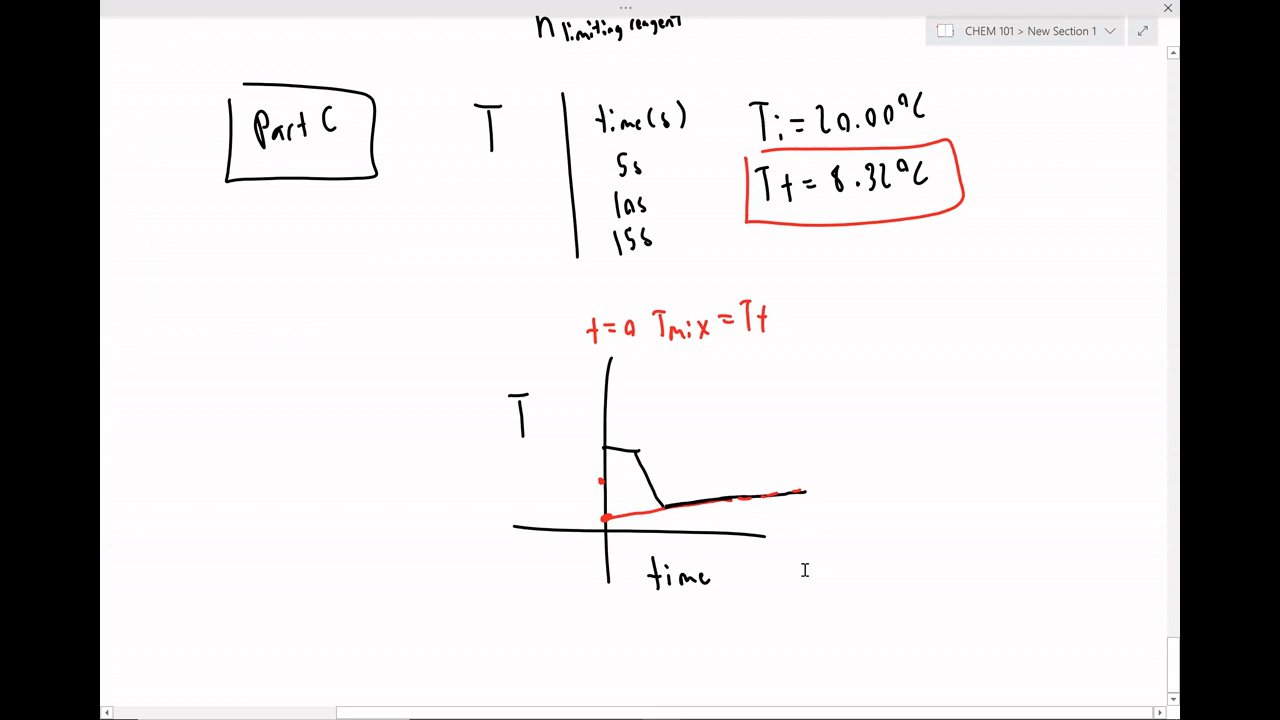 n limiting reagent
CHEM 101 > New Section 1
Part C
T
time(s)
5s
10s
15s
Ti = 20.00°C
Tf = 8.32°C
t=0 Tmix = Tf
T
time